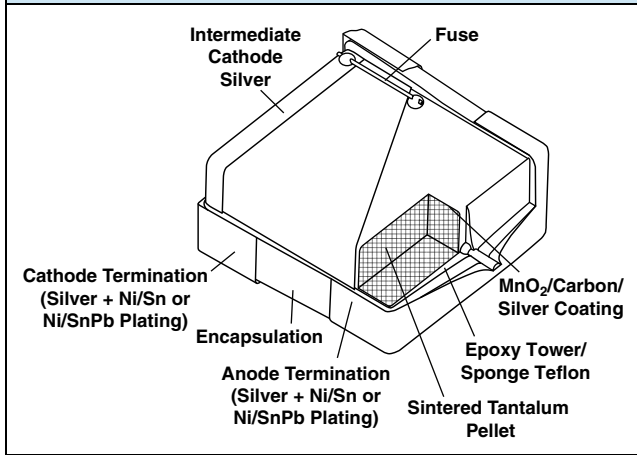 Intermediate
Cathode
Silver
Fuse
Cathode Termination
(Silver + Ni/Sn or
Ni/SnPb Plating)
Encapsulation
Anode Termination
(Silver + Ni/Sn or
Ni/SnPb Plating)
MnO₂/Carbon/
Silver Coating
Epoxy Tower/
Sponge Teflon
Sintered Tantalum
Pellet